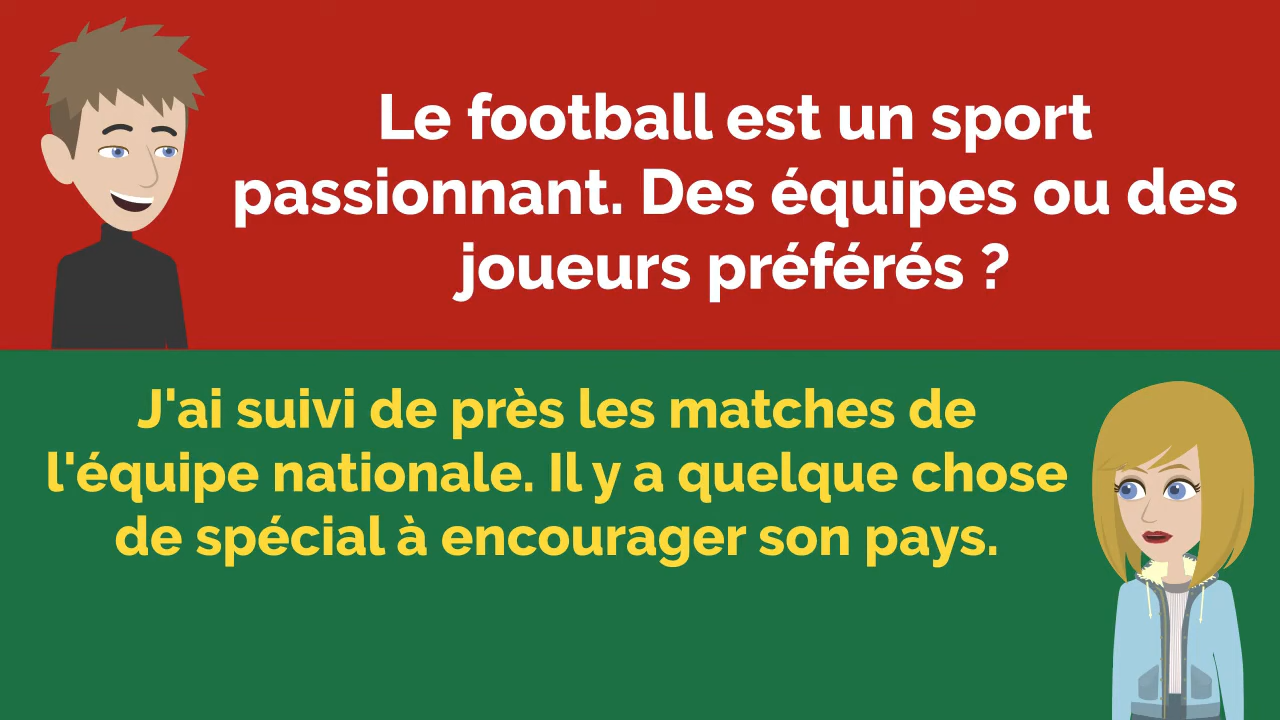 Le football est un sport
passionnant. Des équipes ou des
joueurs préférés ?
J'ai suivi de près les matches de
l'équipe nationale. Il y a quelque chose
de spécial à encourager son pays.